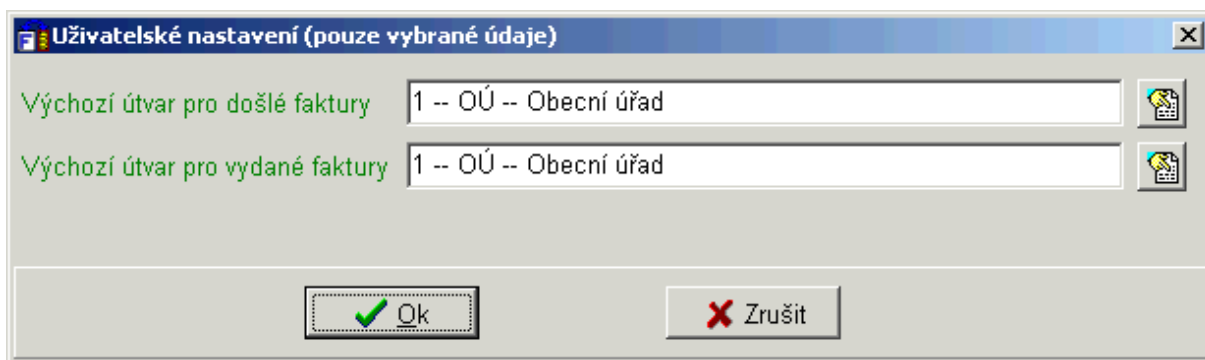 Uživatelské nastavení (pouze vybrané údaje)
Výchozí útvar pro došlé faktury 1 -- OÚ -- Obecní úřad
Výchozí útvar pro vydané faktury 1 -- OÚ -- Obecní úřad
Ok Zrušit